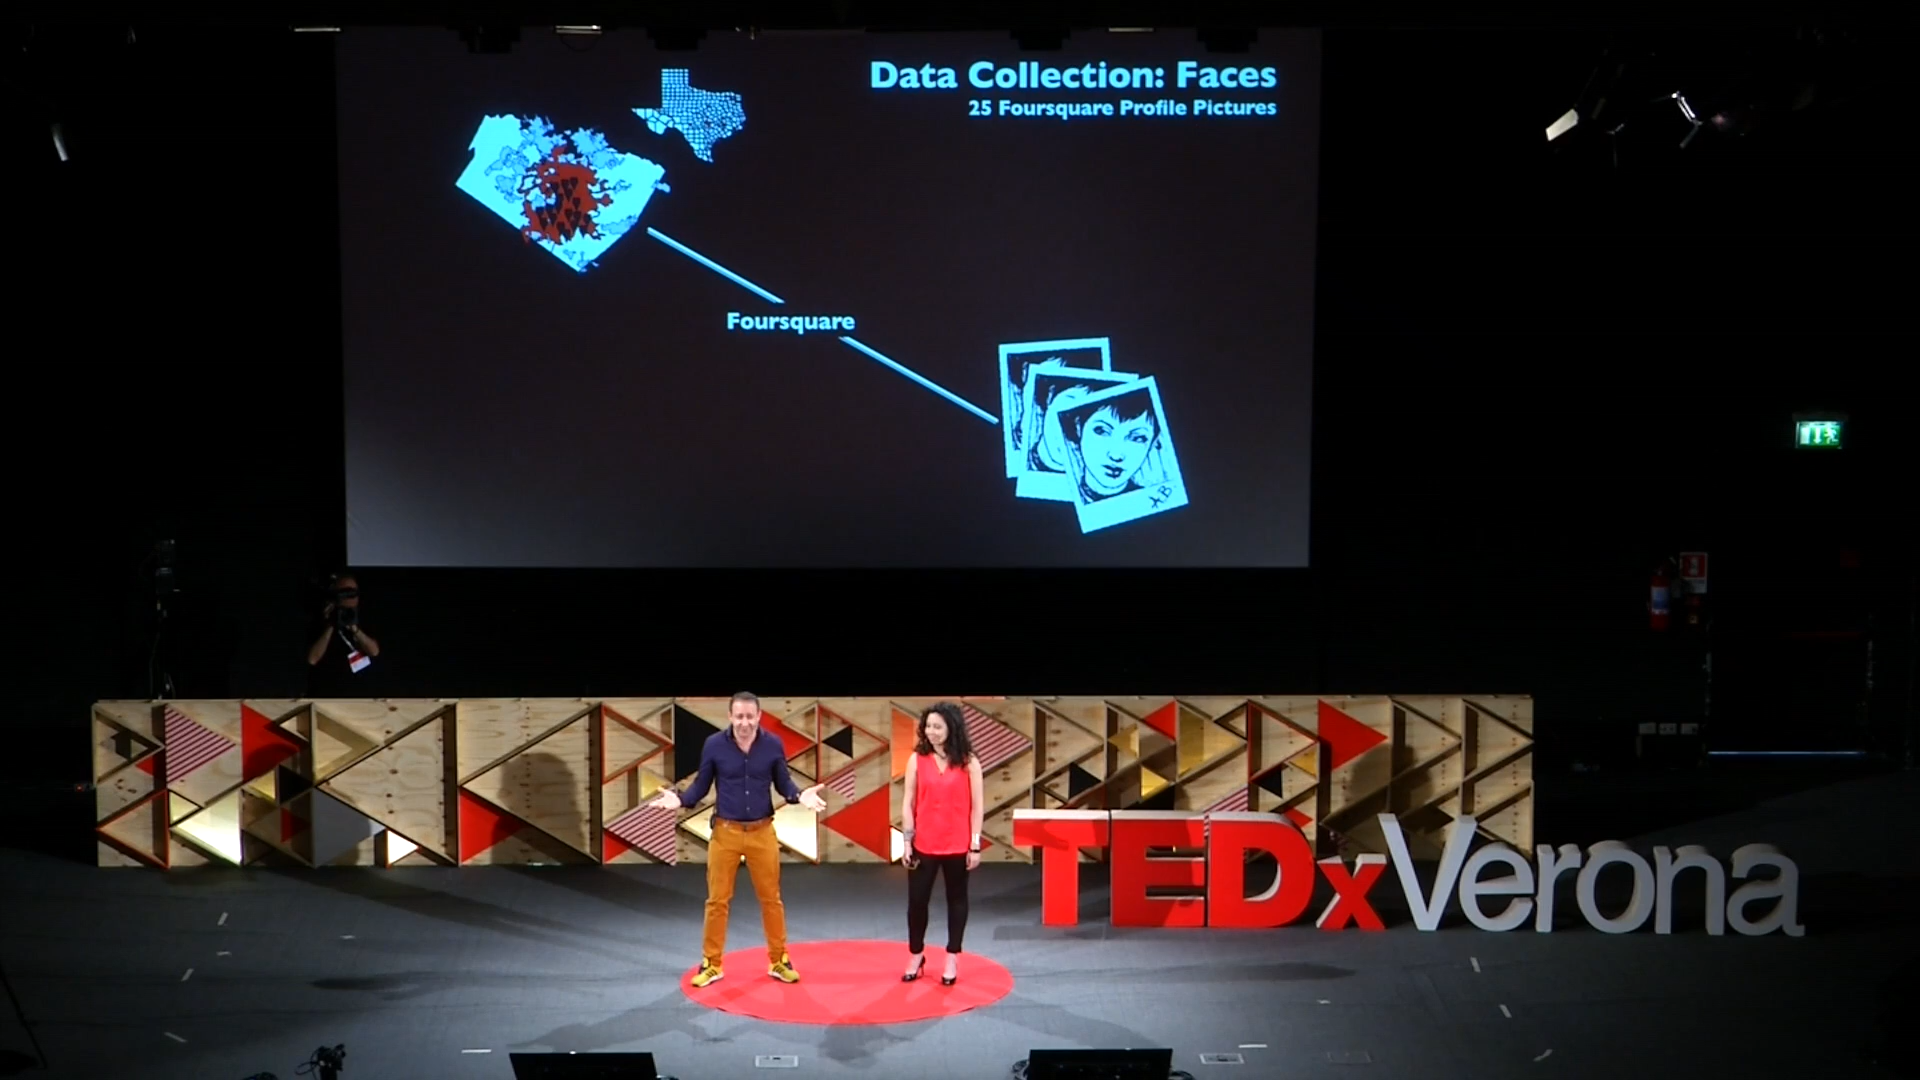 Data Collection: Faces
25 Foursquare Profile Pictures
Foursquare
TEDxVerona